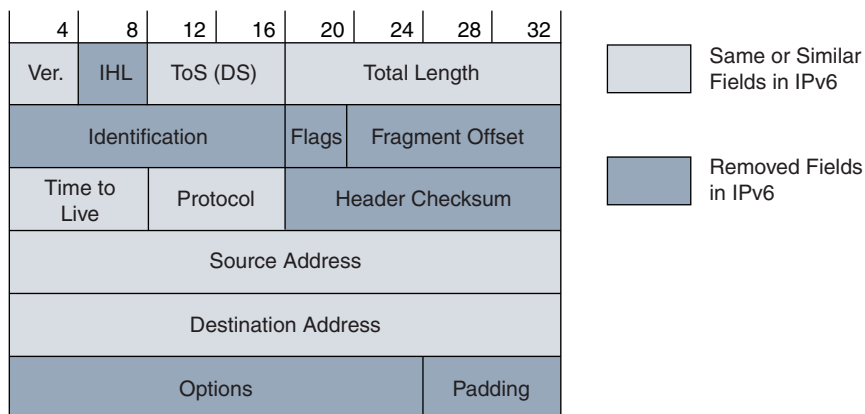 4 8 12 16 20 24 28 32
Ver. IHL ToS (DS) Total Length
Identification Flags Fragment Offset
Time to
Live
Protocol Header Checksum
Source Address
Destination Address
Options Padding
Same or Similar
Fields in IPv6
Removed Fields
in IPv6